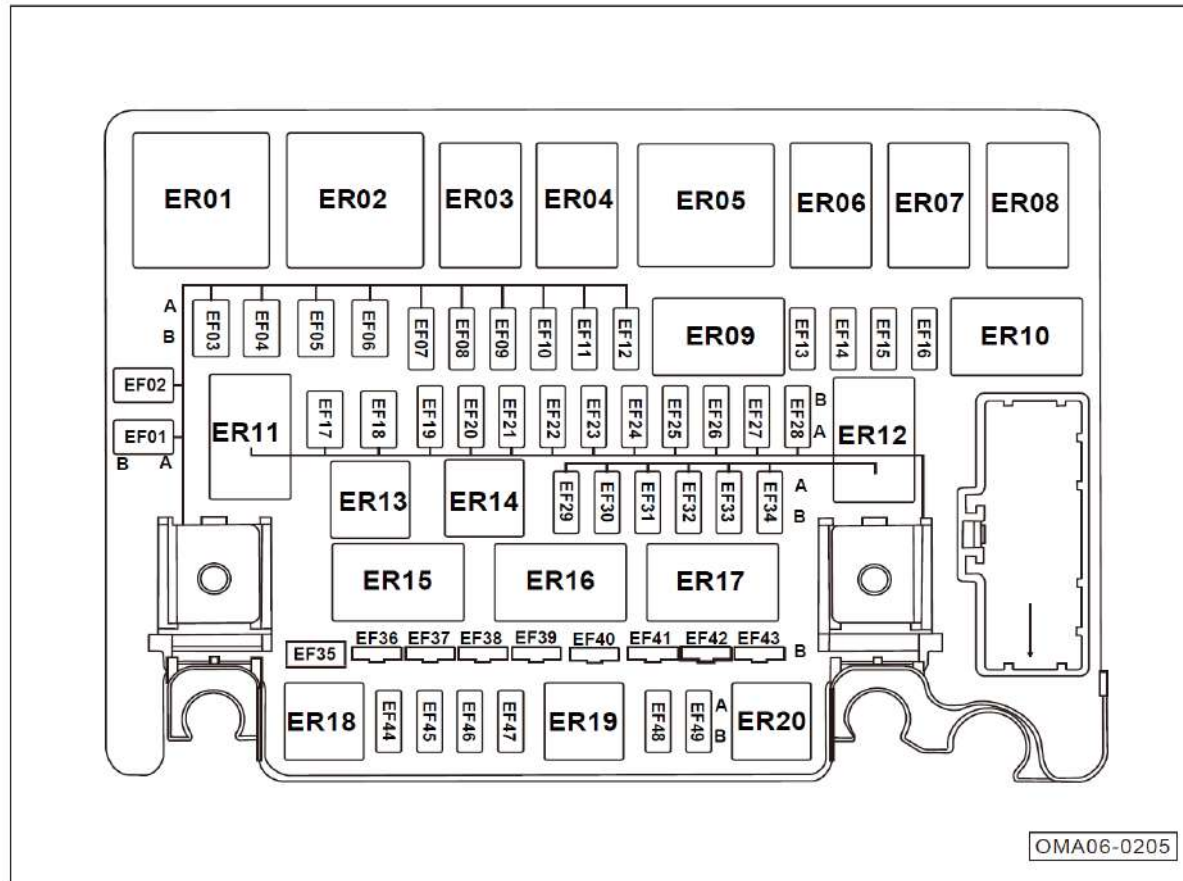 ER01 ER02 ER03 ER04 ER05 ER06 ER07 ER08
A
B
EF03 EF04 EF05 EF06 EF07 EF08 EF09 EF10 EF11 EF12 ER09 EF13 EF14 EF15 EF16 ER10
EF02
EF01
B A
ER11 EF17 EF18 EF19 EF20 EF21 EF22 EF23 EF24 EF25 EF26 EF27 EF28 B
A
ER12
ER13 ER14 EF29 EF30 EF31 EF32 EF33 EF34 A
B
ER15 ER16 ER17
EF35 EF36 EF37 EF38 EF39 EF40 EF41 EF42 EF43 B
ER18 EF44 EF45 EF46 EF47 ER19 EF48 EF49 A
B
ER20
OMA06-0205